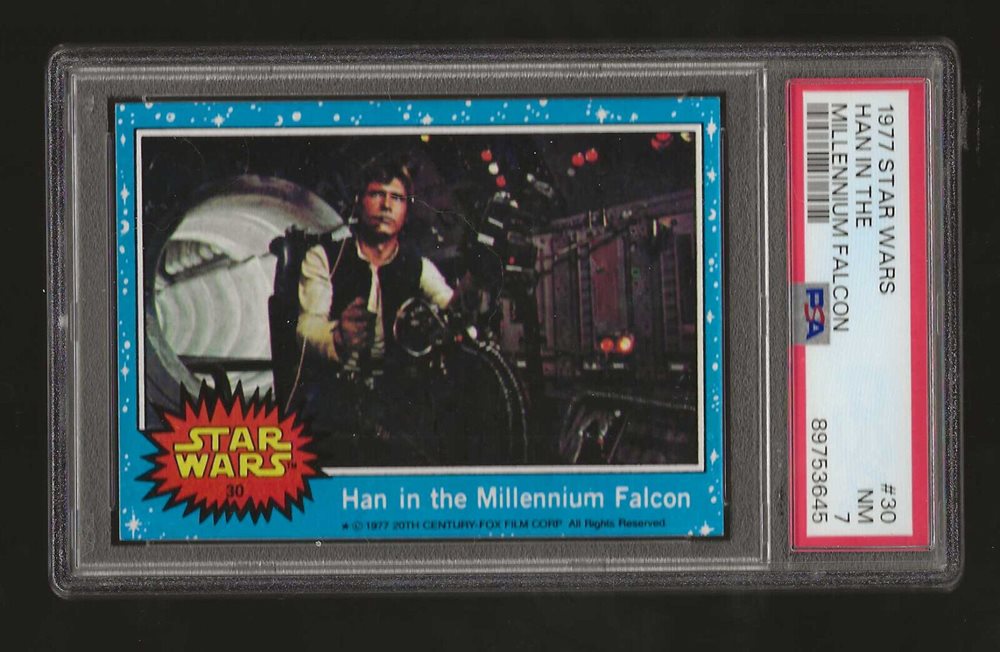 STAR
WARS™
30
Han in the Millennium Falcon
★ © 1977 20TH CENTURY-FOX FILM CORP. All Rights Reserved.
1977 STAR WARS
HAN IN THE
MILLENNIUM FALCON
PSA
#30
NM
7
89753645